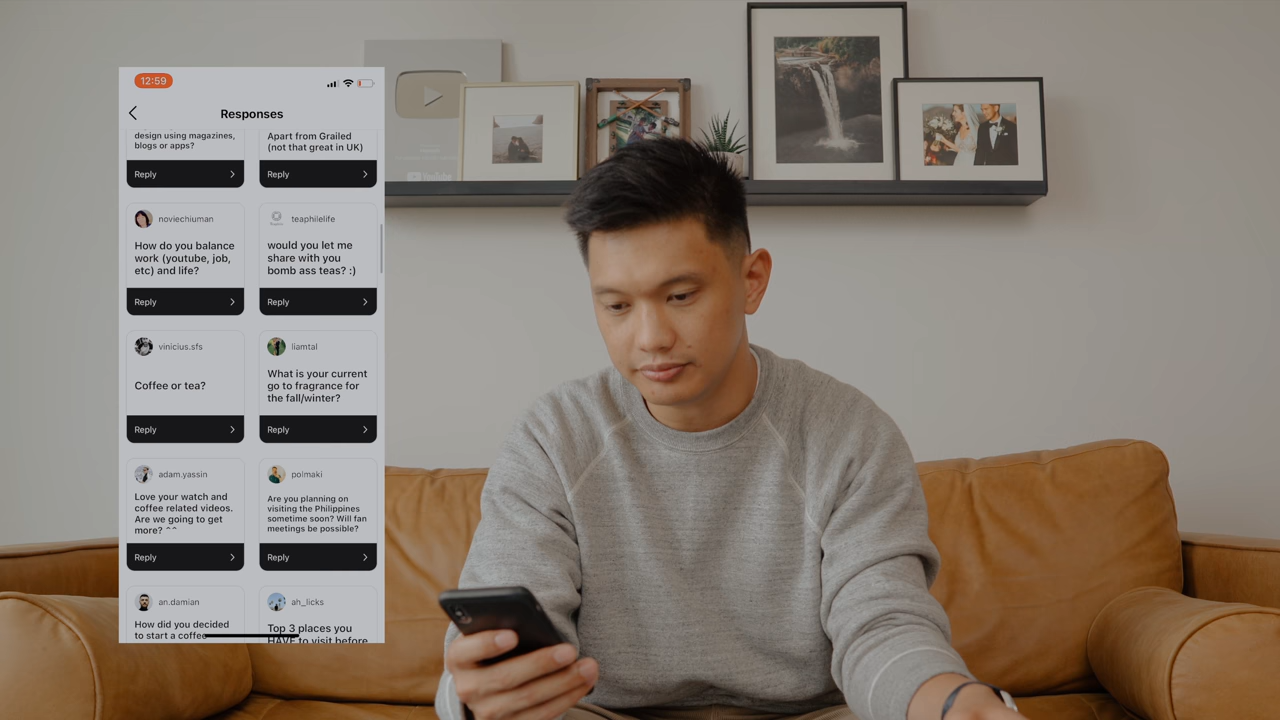 12:59
Responses
design using magazines,
blogs or apps?
Reply
Apart from Grailed
(not that great in UK)
Reply
noviechiuman
How do you balance
work (youtube, job,
etc) and life?
Reply
teaphilelife
would you let me
share with you
bomb ass teas? :)
Reply
vinicius.sfs
Coffee or tea?
Reply
liamtal
What is your current
go to fragrance for
the fall/winter?
Reply
adam.yassin
Love your watch and
coffee related videos.
Are we going to get
more? ^^
Reply
polmaki
Are you planning on
visiting the Philippines
sometime soon? Will fan
meetings be possible?
Reply
an.damian
How did you decided
to start a coffee
ah_licks
Top 3 places you
HAVE to visit before
YouTube